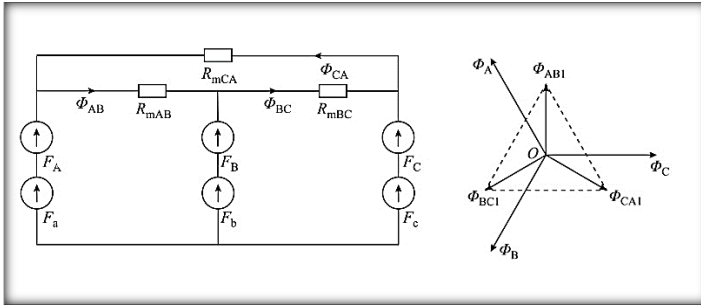 R_mCA
Φ_CA
Φ_AB
R_mAB
Φ_BC
R_mBC
F_A
F_B
F_C
F_a
F_b
F_c
Φ_A
Φ_AB1
O
Φ_C
Φ_BC1
Φ_CA1
Φ_B